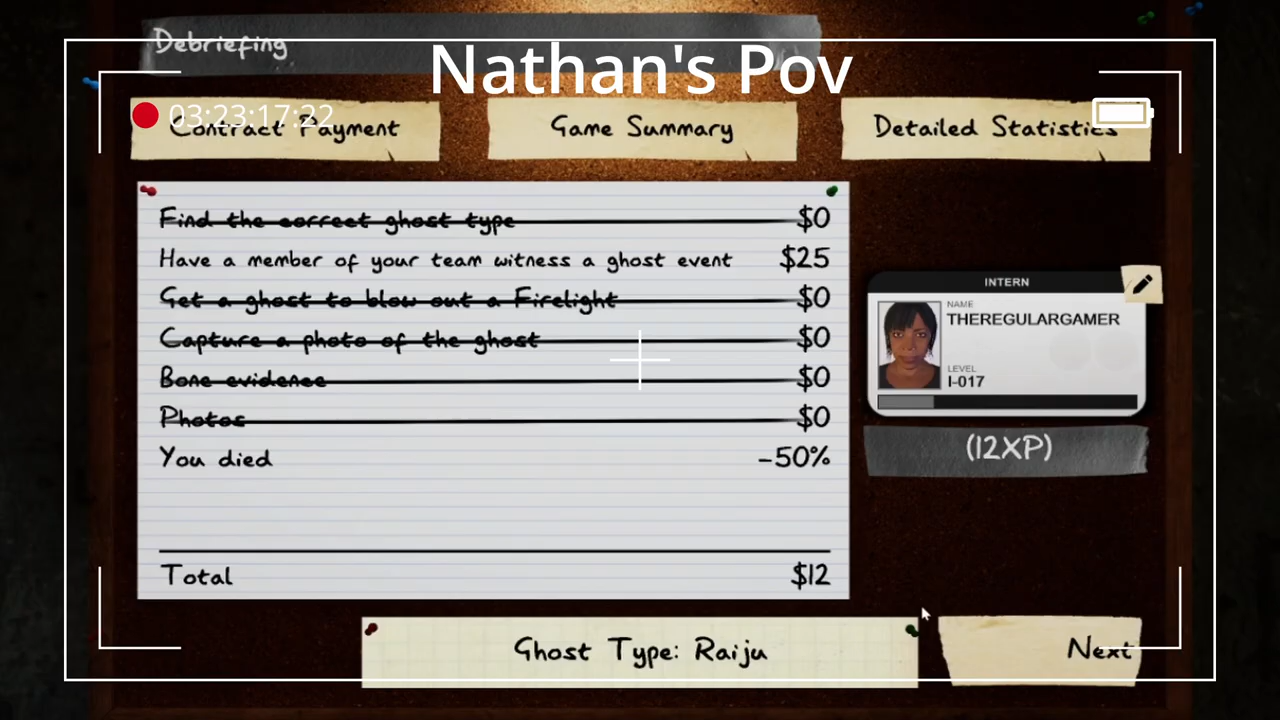 Debriefing
Nathan's Pov
03:23:17:22
Contract Payment
Game Summary
Detailed Statistics
Find the correct ghost type $0
Have a member of your team witness a ghost event $25
Get a ghost to blow out a Firelight $0
Capture a photo of the ghost $0
Bone evidence $0
Photos $0
You died -50%
Total $12
INTERN
NAME
THEREGULARGAMER
LEVEL
I-017
(12XP)
Ghost Type: Raiju
Next